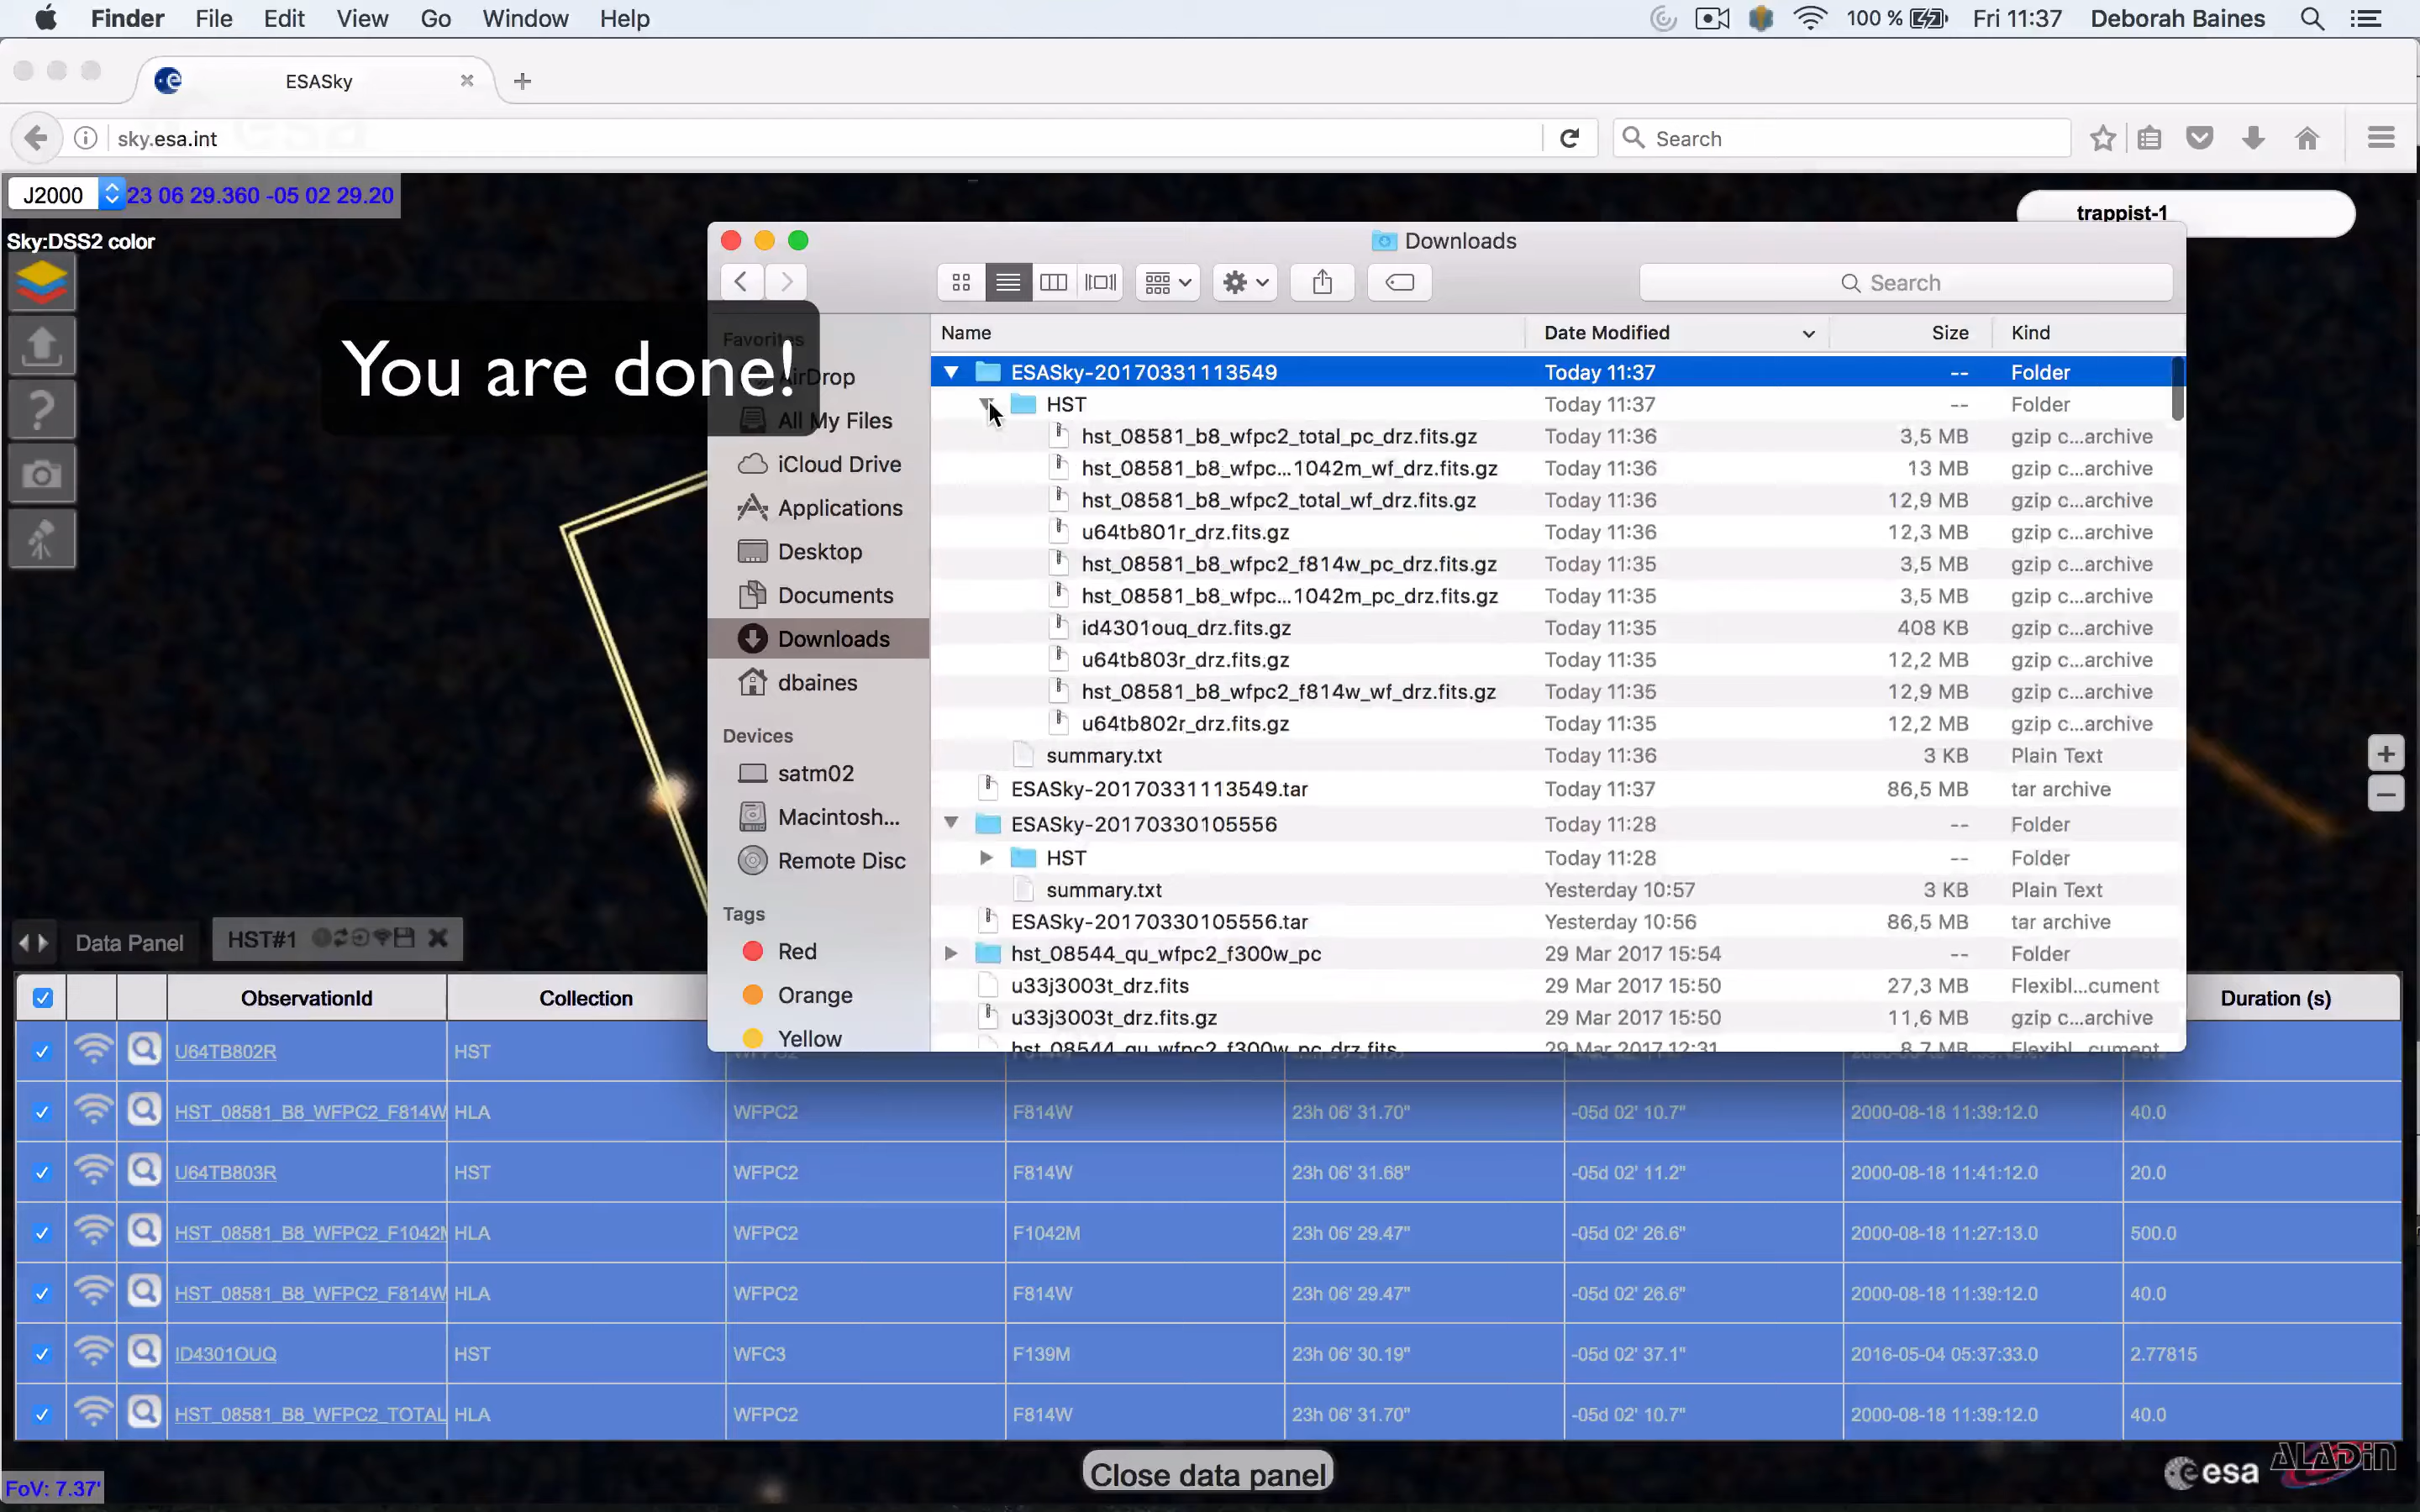 Finder File Edit View Go Window Help 100 % Fri 11:37 Deborah Baines
ESASky
sky.esa.int Search
J2000 23 06 29.360 -05 02 29.20
trappist-1
Sky:DSS2 color
Downloads
Search
You are done!
Favorites
AirDrop
All My Files
iCloud Drive
Applications
Desktop
Documents
Downloads
dbaines
Devices
satm02
Macintosh...
Remote Disc
Tags
Red
Orange
Yellow
Name Date Modified Size Kind
ESASky-20170331113549 Today 11:37 -- Folder
HST Today 11:37 -- Folder
hst_08581_b8_wfpc2_total_pc_drz.fits.gz Today 11:36 3,5 MB gzip c...archive
hst_08581_b8_wfpc...1042m_wf_drz.fits.gz Today 11:36 13 MB gzip c...archive
hst_08581_b8_wfpc2_total_wf_drz.fits.gz Today 11:36 12,9 MB gzip c...archive
u64tb801r_drz.fits.gz Today 11:36 12,3 MB gzip c...archive
hst_08581_b8_wfpc2_f814w_pc_drz.fits.gz Today 11:35 3,5 MB gzip c...archive
hst_08581_b8_wfpc...1042m_pc_drz.fits.gz Today 11:35 3,5 MB gzip c...archive
id4301ouq_drz.fits.gz Today 11:35 408 KB gzip c...archive
u64tb803r_drz.fits.gz Today 11:35 12,2 MB gzip c...archive
hst_08581_b8_wfpc2_f814w_wf_drz.fits.gz Today 11:35 12,9 MB gzip c...archive
u64tb802r_drz.fits.gz Today 11:35 12,2 MB gzip c...archive
summary.txt Today 11:36 3 KB Plain Text
ESASky-20170331113549.tar Today 11:37 86,5 MB tar archive
ESASky-20170330105556 Today 11:28 -- Folder
HST Today 11:28 -- Folder
summary.txt Yesterday 10:57 3 KB Plain Text
ESASky-20170330105556.tar Yesterday 10:56 86,5 MB tar archive
hst_08544_qu_wfpc2_f300w_pc 29 Mar 2017 15:54 -- Folder
u33j3003t_drz.fits 29 Mar 2017 15:50 27,3 MB Flexibl...cument
u33j3003t_drz.fits.gz 29 Mar 2017 15:50 11,6 MB gzip c...archive
hst_08544_qu_wfpc2_f300w_pc_drz.fits 29 Mar 2017 12:31 8,7 MB Flexibl...cument
Data Panel HST#1
ObservationId Collection Duration (s)
U64TB802R HST
HST_08581_B8_WFPC2_F814W HLA WFPC2 F814W 23h 06' 31.70" -05d 02' 10.7" 2000-08-18 11:39:12.0 40.0
U64TB803R HST WFPC2 F814W 23h 06' 31.68" -05d 02' 11.2" 2000-08-18 11:41:12.0 20.0
HST_08581_B8_WFPC2_F1042M HLA WFPC2 F1042M 23h 06' 29.47" -05d 02' 26.6" 2000-08-18 11:27:13.0 500.0
HST_08581_B8_WFPC2_F814W HLA WFPC2 F814W 23h 06' 29.47" -05d 02' 26.6" 2000-08-18 11:39:12.0 40.0
ID4301OUQ HST WFC3 F139M 23h 06' 30.19" -05d 02' 37.1" 2016-05-04 05:37:33.0 2.77815
HST_08581_B8_WFPC2_TOTAL HLA WFPC2 F814W 23h 06' 31.70" -05d 02' 10.7" 2000-08-18 11:39:12.0 40.0
Close data panel
FoV: 7.37'
esa ALADIN